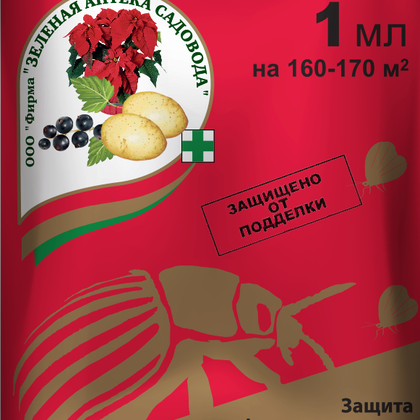 ООО "Фирма "ЗЕЛЕНАЯ АПТЕКА САДОВОДА"
1 мл
на 160-170 м²
ЗАЩИЩЕНО
ОТ
ПОДДЕЛКИ
Защита